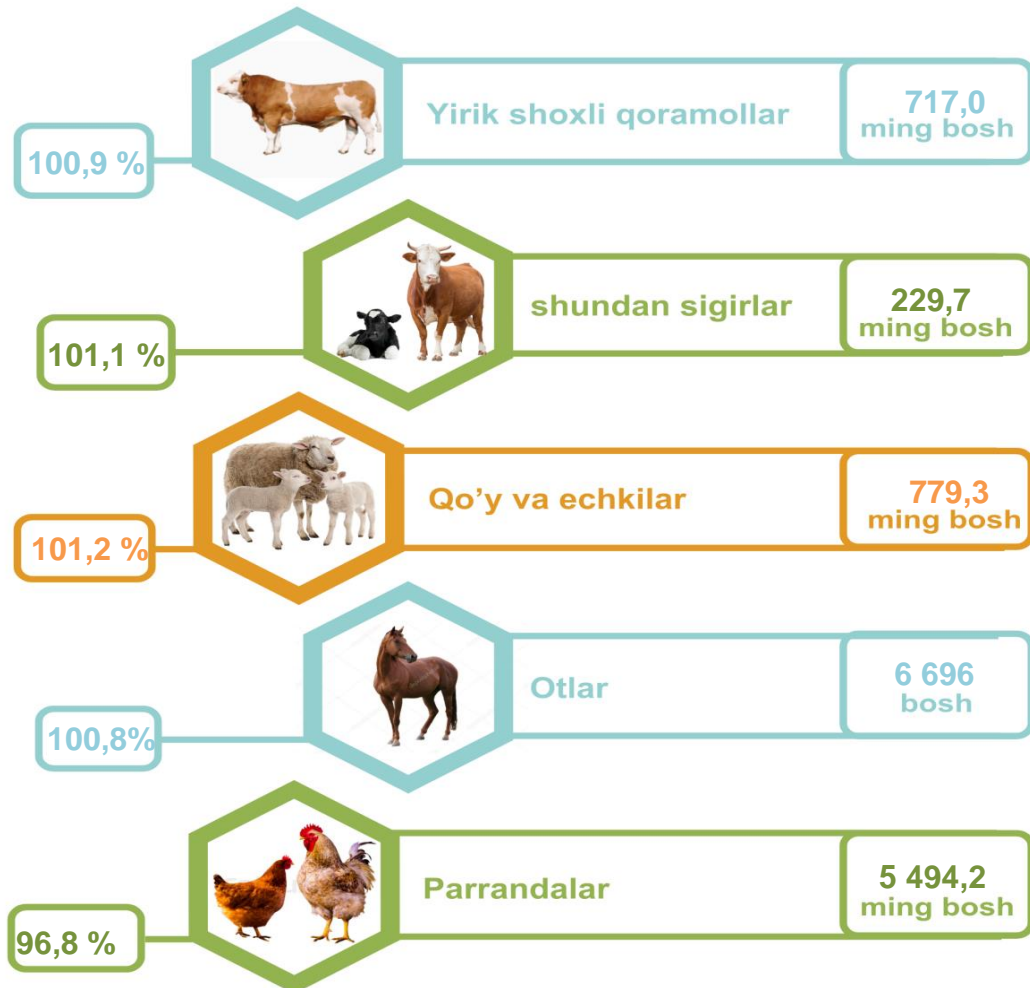 Yirik shoxli qoramollar
717,0
ming bosh
100,9 %
shundan sigirlar
229,7
ming bosh
101,1 %
Qo’y va echkilar
779,3
ming bosh
101,2 %
Otlar
6 696
bosh
100,8%
Parrandalar
5 494,2
ming bosh
96,8 %